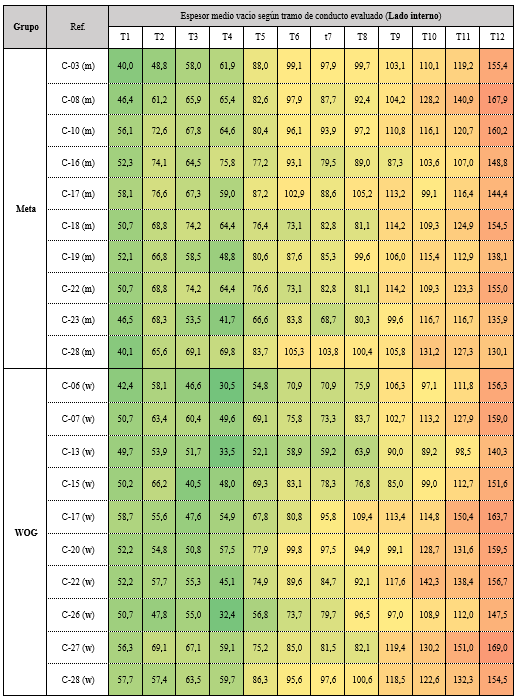 Grupo Ref. Espesor medio vacío según tramo de conducto evaluado (Lado interno)
T1 T2 T3 T4 T5 T6 t7 T8 T9 T10 T11 T12
Meta
C-03 (m) 40,0 48,8 58,0 61,9 88,0 99,1 97,9 99,7 103,1 110,1 119,2 155,4
C-08 (m) 46,4 61,2 65,9 65,4 82,6 97,9 87,7 92,4 104,2 128,2 140,9 167,9
C-10 (m) 56,1 72,6 67,8 64,6 80,4 96,1 93,9 97,2 110,8 116,1 120,7 160,2
C-16 (m) 52,3 74,1 64,5 75,8 77,2 93,1 79,5 89,0 87,3 103,6 107,0 148,8
C-17 (m) 58,1 76,6 67,3 59,0 87,2 102,9 88,6 105,2 113,2 99,1 116,4 144,4
C-18 (m) 50,7 68,8 74,2 64,4 76,4 73,1 82,8 81,1 114,2 109,3 124,9 154,5
C-19 (m) 52,1 66,8 58,5 48,8 80,6 87,6 85,3 99,6 106,0 115,4 112,9 138,1
C-22 (m) 50,7 68,8 74,2 64,4 76,6 73,1 82,8 81,1 114,2 109,3 123,3 155,0
C-23 (m) 46,5 68,3 53,5 41,7 66,6 83,8 68,7 80,3 99,6 116,7 116,7 135,9
C-28 (m) 40,1 65,6 69,1 69,8 83,7 105,3 103,8 100,4 105,8 131,2 127,3 130,1
WOG
C-06 (w) 42,4 58,1 46,6 30,5 54,8 70,9 70,9 75,9 106,3 97,1 111,8 156,3
C-07 (w) 50,7 63,4 60,4 49,6 69,1 75,8 73,3 83,7 102,7 113,2 127,9 159,0
C-13 (w) 49,7 53,9 51,7 33,5 52,1 58,9 59,2 63,9 90,0 89,2 98,5 140,3
C-15 (w) 50,2 66,2 40,5 48,0 69,3 83,1 78,3 76,8 85,0 99,0 112,7 151,6
C-17 (w) 58,7 55,6 47,6 54,9 67,8 80,8 95,8 109,4 113,4 114,8 150,4 163,7
C-20 (w) 52,2 54,8 50,8 57,5 77,9 99,8 97,5 94,9 99,1 128,7 131,6 159,5
C-22 (w) 52,2 57,7 55,3 45,1 74,9 89,6 84,7 92,1 117,6 142,3 138,4 156,7
C-26 (w) 50,7 47,8 55,0 32,4 56,8 73,7 79,7 96,5 97,0 108,9 112,0 147,5
C-27 (w) 56,3 69,1 67,1 59,1 75,2 85,0 81,5 82,1 119,4 130,2 151,0 169,0
C-28 (w) 57,7 57,4 63,5 59,7 86,3 95,6 97,6 100,6 118,5 122,6 132,3 154,5